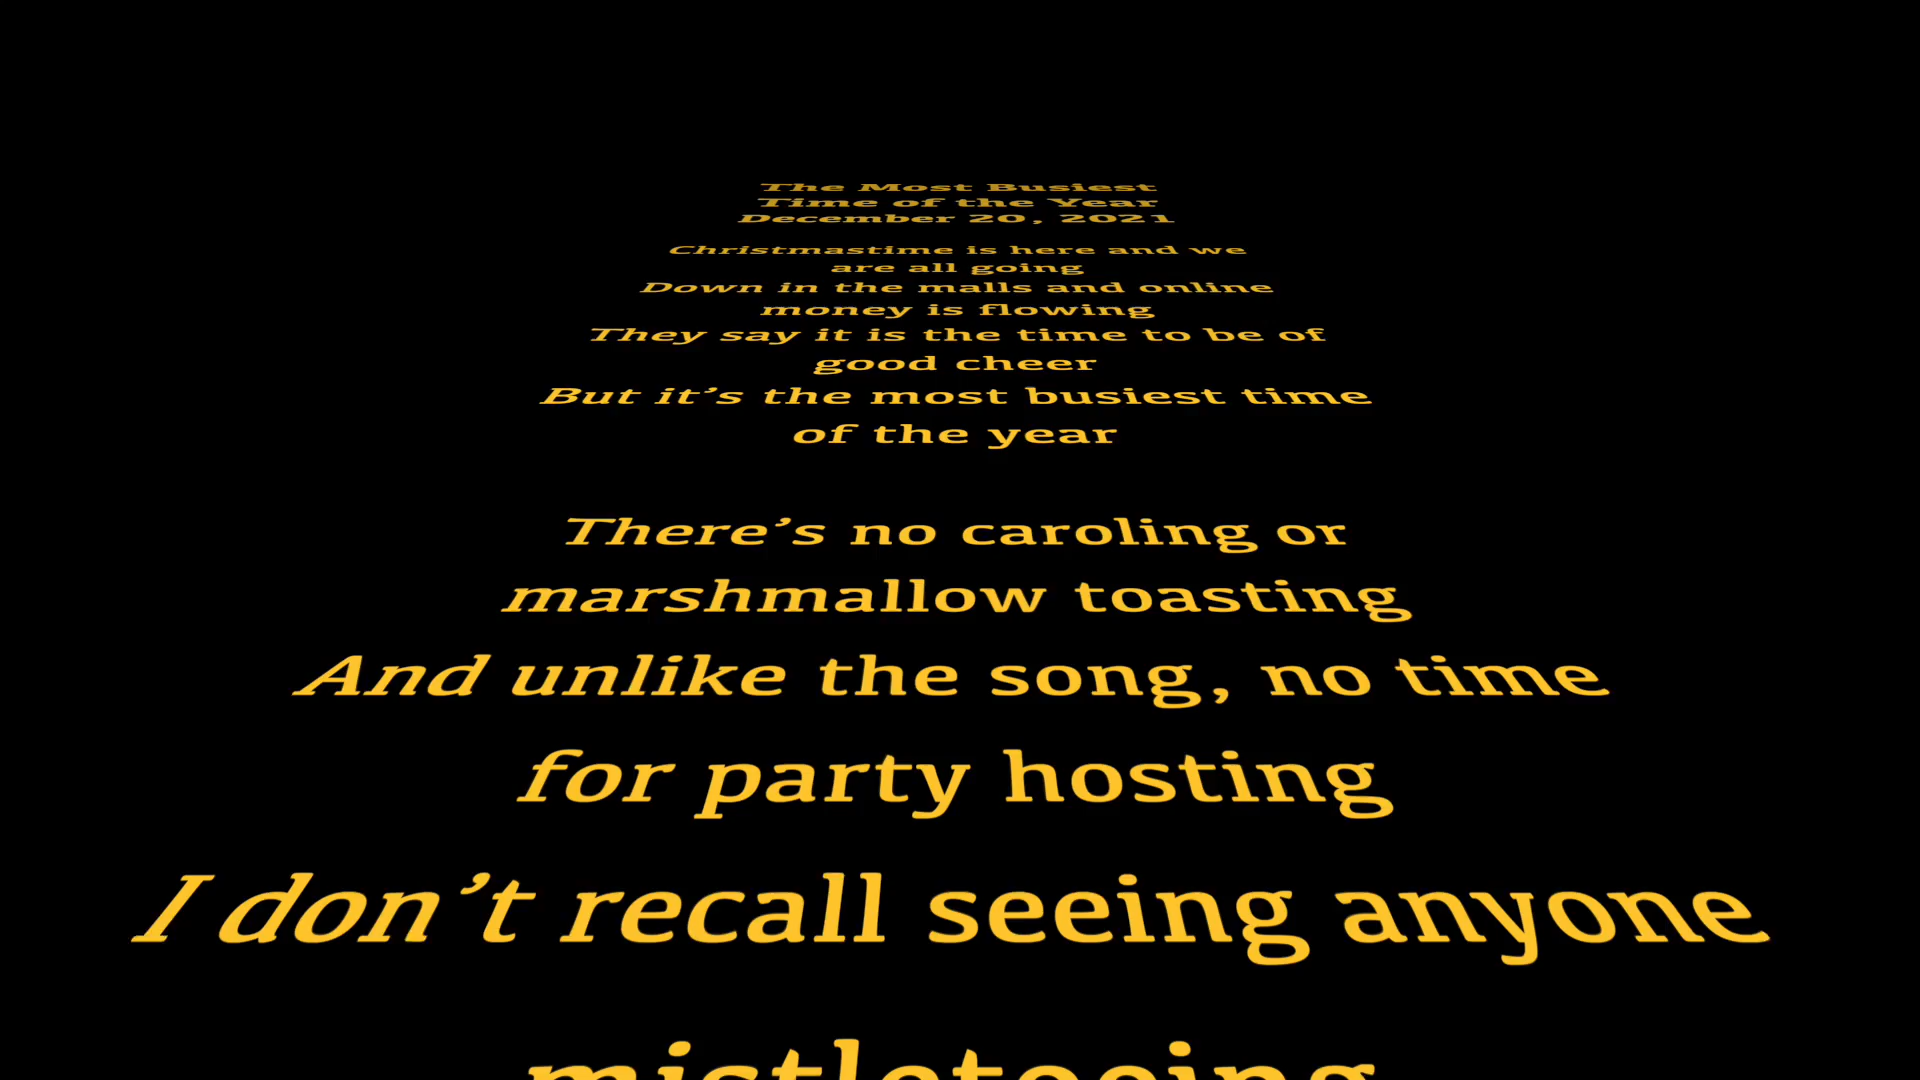 The Most Busiest
Time of the Year
December 20, 2021
Christmastime is here and we
are all going
Down in the malls and online
money is flowing
They say it is the time to be of
good cheer
But it’s the most busiest time
of the year
There’s no caroling or
marshmallow toasting
And unlike the song, no time
for party hosting
I don’t recall seeing anyone
mistletoeing